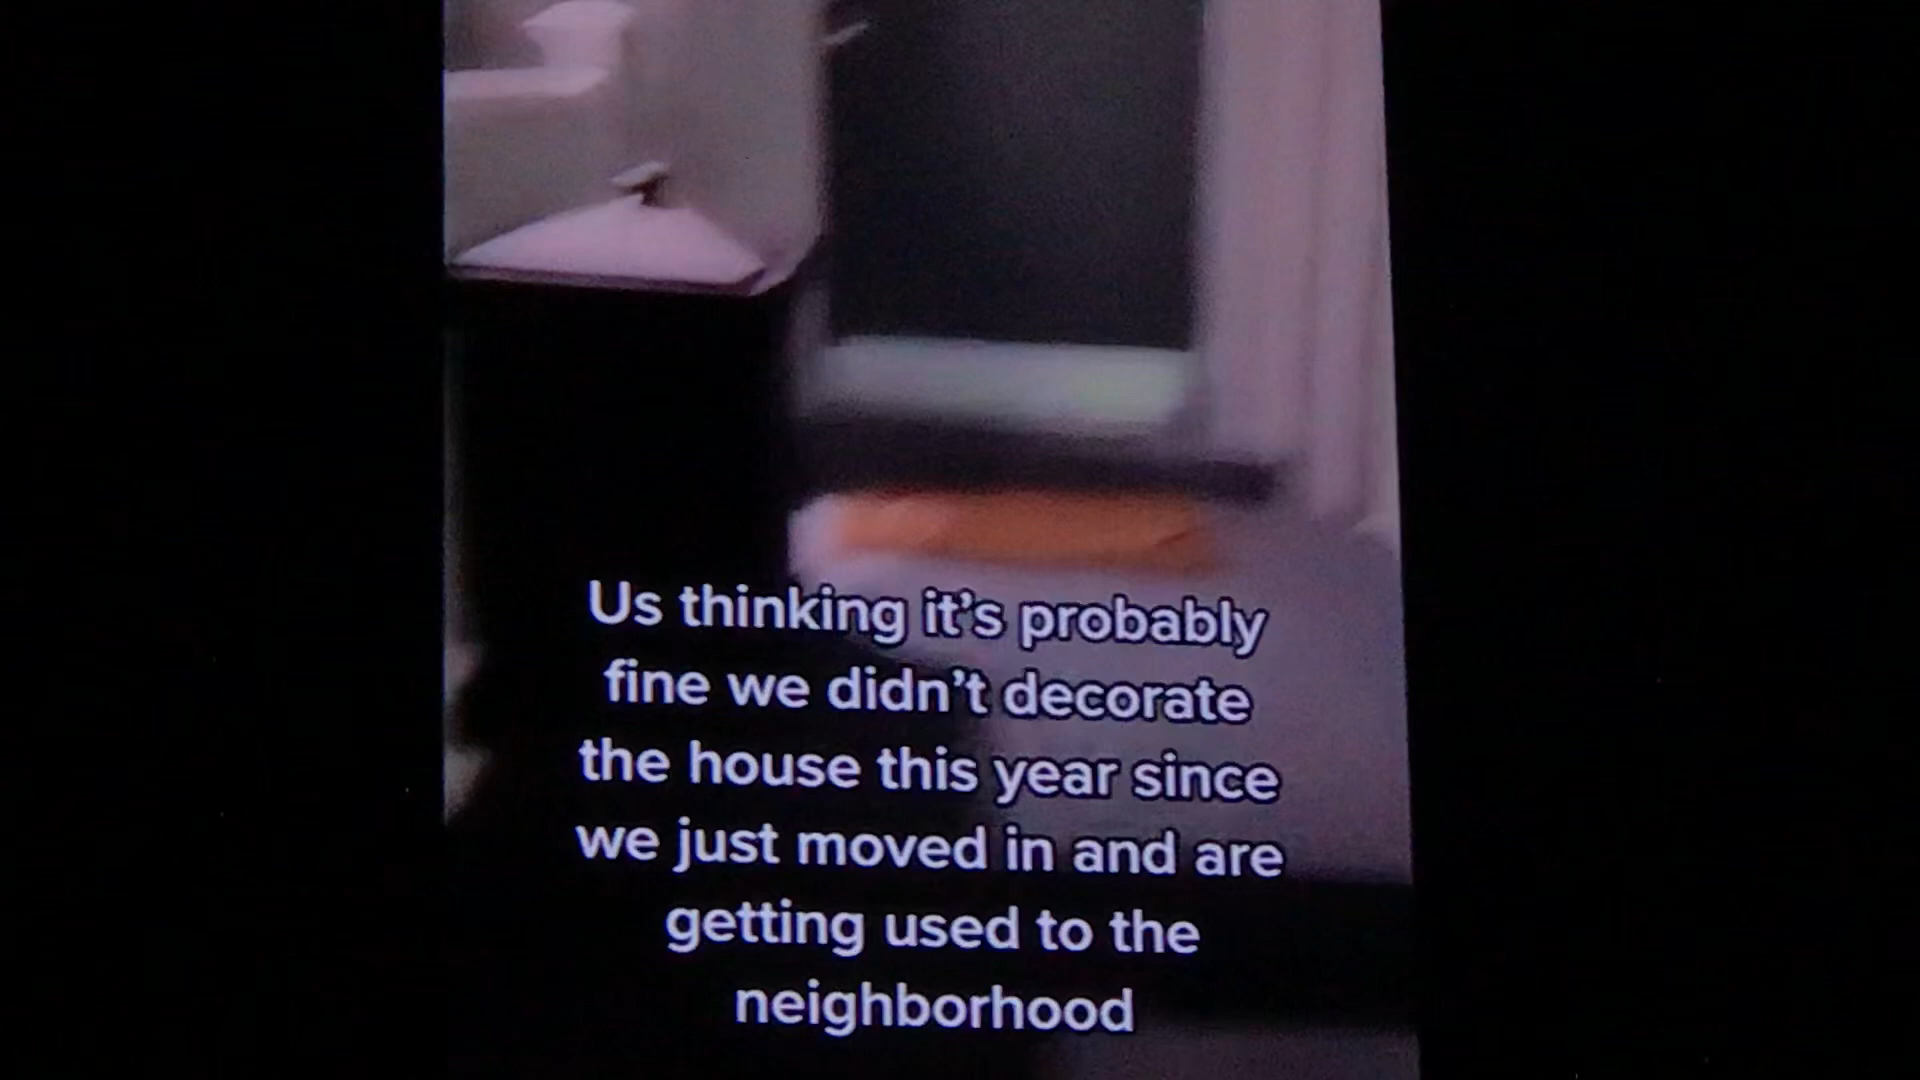 Us thinking it's probably
fine we didn't decorate
the house this year since
we just moved in and are
getting used to the
neighborhood